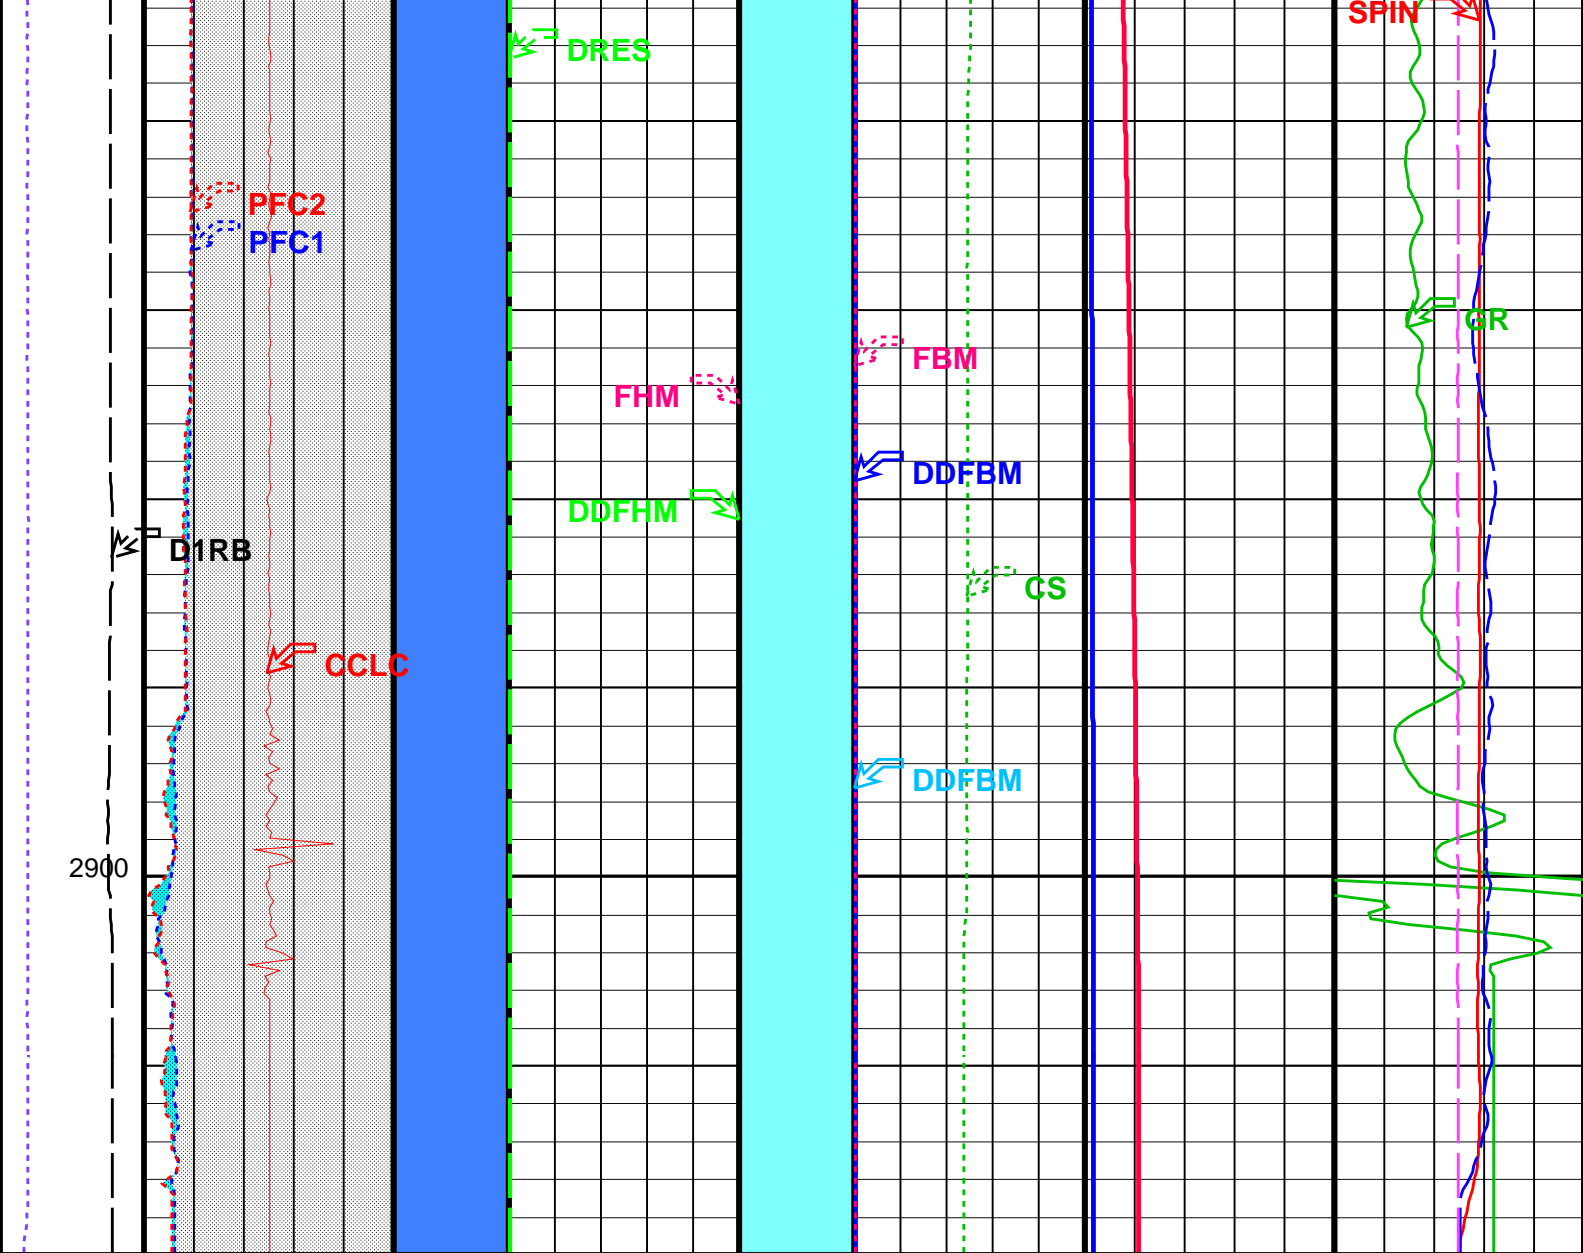 SPIN
DRES
PFC2
PFC1
GR
FBM
FHM
DDFBM
DDFHM
D1RB
CS
CCLC
DDFBM
2900